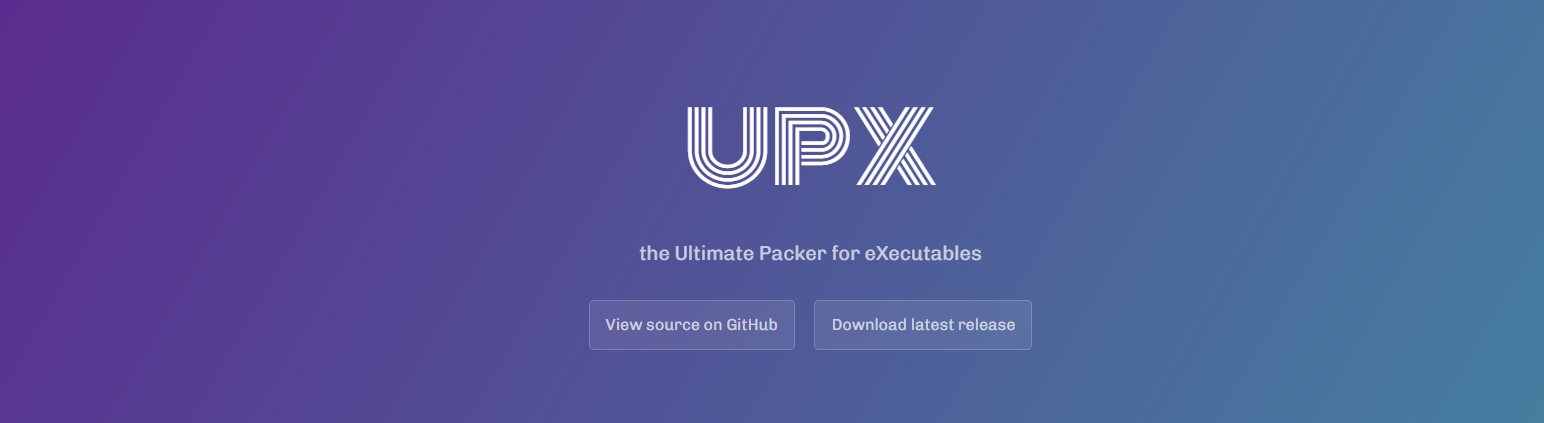 UPX
the Ultimate Packer for eXecutables
View source on GitHub
Download latest release